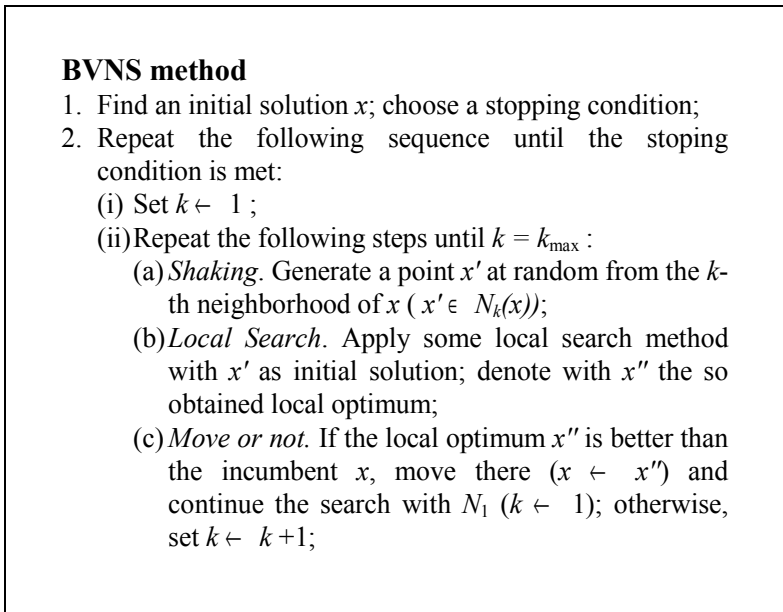 BVNS method
1. Find an initial solution x; choose a stopping condition;
2. Repeat the following sequence until the stoping
condition is met:
(i) Set k ← 1 ;
(ii) Repeat the following steps until k = kmax :
(a) Shaking. Generate a point x' at random from the k-
th neighborhood of x ( x' ∈ Nk(x));
(b) Local Search. Apply some local search method
with x' as initial solution; denote with x'' the so
obtained local optimum;
(c) Move or not. If the local optimum x'' is better than
the incumbent x, move there (x ← x'') and
continue the search with N1 (k ← 1); otherwise,
set k ← k +1;